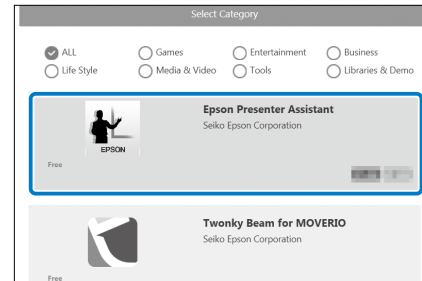 Select Category
ALL
Games
Entertainment
Business
Life Style
Media & Video
Tools
Libraries & Demo
Epson Presenter Assistant
Seiko Epson Corporation
EPSON
Free
Twonky Beam for MOVERIO
Seiko Epson Corporation
Free